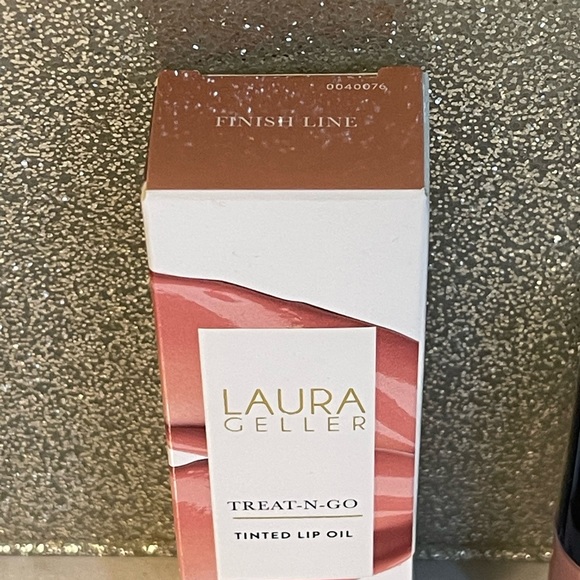 0040076
FINISH LINE
LAURA
GELLER
TREAT-N-GO
TINTED LIP OIL